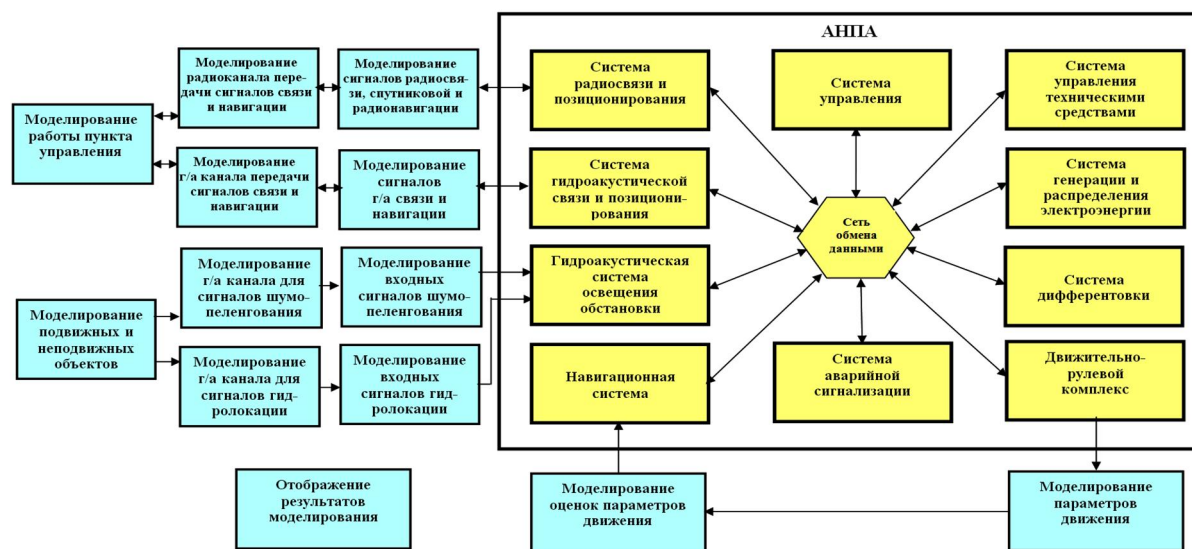 АНПА
Моделирование
радиоканала пере-
дачи сигналов связи
и навигации
Моделирование
сигналов радиосвя-
зи, спутниковой и
радионавигации
Система
радиосвязи и
позиционирования
Система
управления
Система
управления
техническими
средствами
Моделирование
работы пункта
управления
Моделирование
г/а канала передачи
сигналов связи и
навигации
Моделирование
сигналов
г/а связи и
навигации
Система
гидроакустической
связи и позициони-
рования
Сеть
обмена
данными
Система
генерации и
распределения
электроэнергии
Моделирование
подвижных и
неподвижных
объектов
Моделирование
г/а канала для
сигналов шумо-
пеленгования
Моделирование
входных
сигналов шумо-
пеленгования
Гидроакустическая
система
освещения
обстановки
Система
дифферентовки
Моделирование
г/а канала для
сигналов гид-
ролокации
Моделирование
входных
сигналов гид-
ролокации
Навигационная
система
Система
аварийной
сигнализации
Движительно-
рулевой
комплекс
Отображение
результатов
моделирования
Моделирование
оценок параметров
движения
Моделирование
параметров
движения